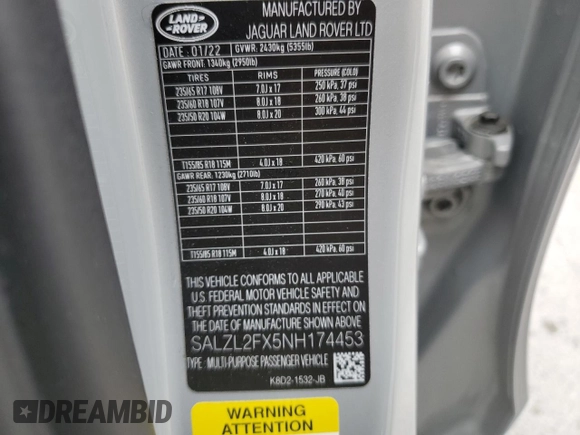 LAND
ROVER
MANUFACTURED BY
JAGUAR LAND ROVER LTD
DATE : 01/22 GVWR: 2430kg (5355lb)
GAWR FRONT: 1340kg (2950lb)
TIRES RIMS PRESSURE (COLD)
235/65 R17 108V 7.0J x 17 250 kPa, 37 psi
235/60 R18 107V 8.0J x 18 260 kPa, 38 psi
235/50 R20 104W 8.0J x 20 300 kPa, 44 psi
T155/85 R18 115M 4.0J x 18 420 kPa, 60 psi
GAWR REAR: 1230kg (2710lb)
235/65 R17 108V 7.0J x 17 260 kPa, 38 psi
235/60 R18 107V 8.0J x 18 270 kPa, 40 psi
235/50 R20 104W 8.0J x 20 290 kPa, 43 psi
T155/85 R18 115M 4.0J x 18 420 kPa, 60 psi
THIS VEHICLE CONFORMS TO ALL APPLICABLE
U.S. FEDERAL MOTOR VEHICLE SAFETY AND
THEFT PREVENTION STANDARDS IN EFFECT ON
THE DATE OF MANUFACTURE SHOWN ABOVE
SALZL2FX5NH174453
TYPE : MULTI-PURPOSE PASSENGER VEHICLE
K8D2-1532-JB
WARNING
ATTENTION
DREAMBID